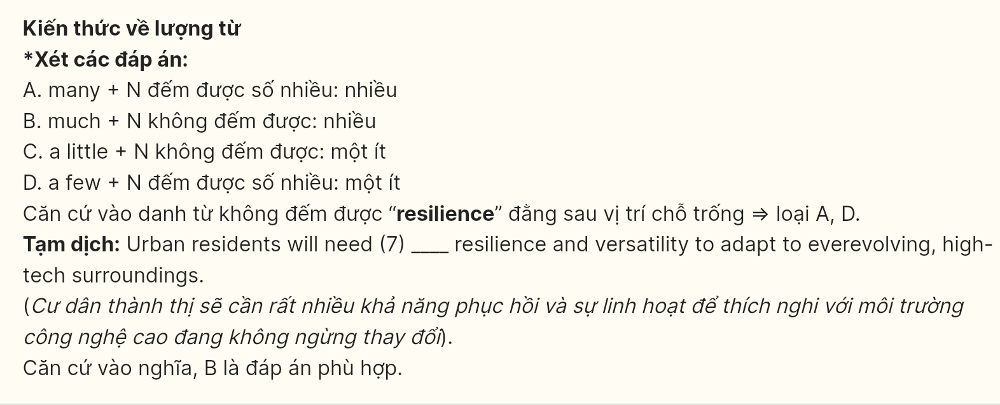 Kiến thức về lượng từ
*Xét các đáp án:
A. many + N đếm được số nhiều: nhiều
B. much + N không đếm được: nhiều
C. a little + N không đếm được: một ít
D. a few + N đếm được số nhiều: một ít
Căn cứ vào danh từ không đếm được “resilience” đằng sau vị trí chỗ trống ⇒ loại A, D.
Tạm dịch: Urban residents will need (7) ____ resilience and versatility to adapt to everevolving, high-
tech surroundings.
(Cư dân thành thị sẽ cần rất nhiều khả năng phục hồi và sự linh hoạt để thích nghi với môi trường
công nghệ cao đang không ngừng thay đổi).
Căn cứ vào nghĩa, B là đáp án phù hợp.